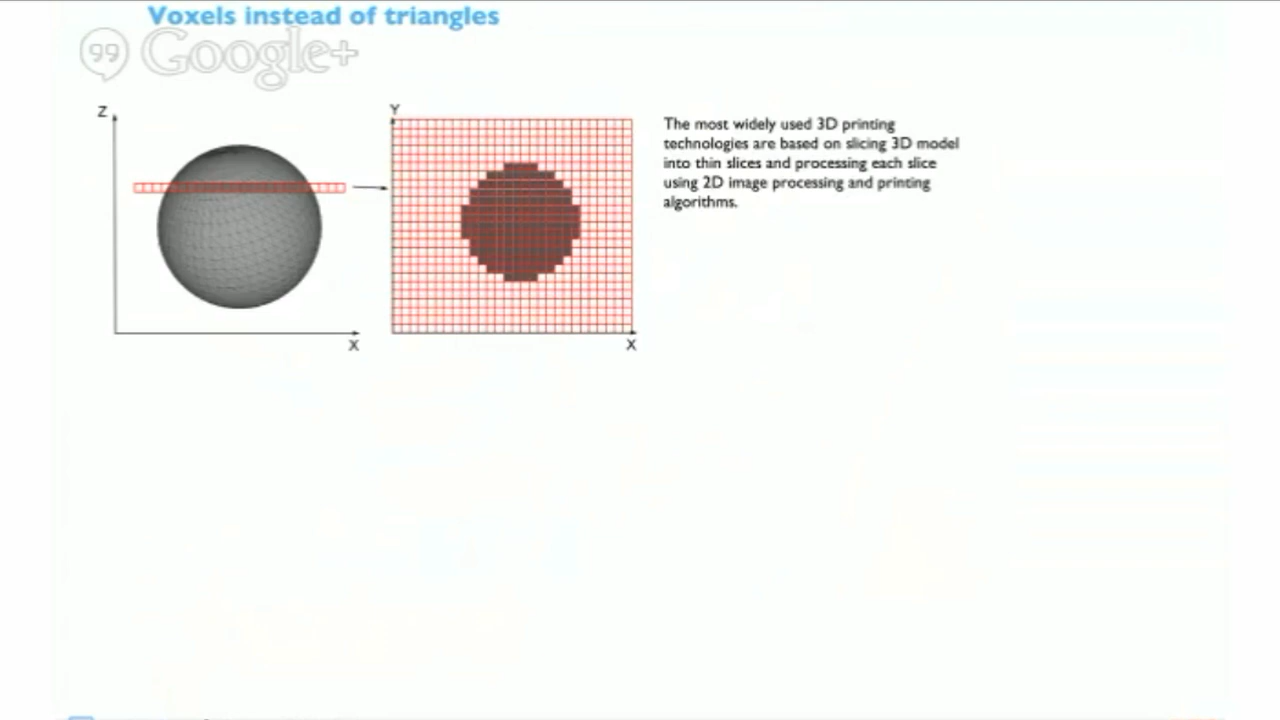 Voxels instead of triangles
99 Google+
Z
Y
The most widely used 3D printing
technologies are based on slicing 3D model
into thin slices and processing each slice
using 2D image processing and printing
algorithms.
X
X